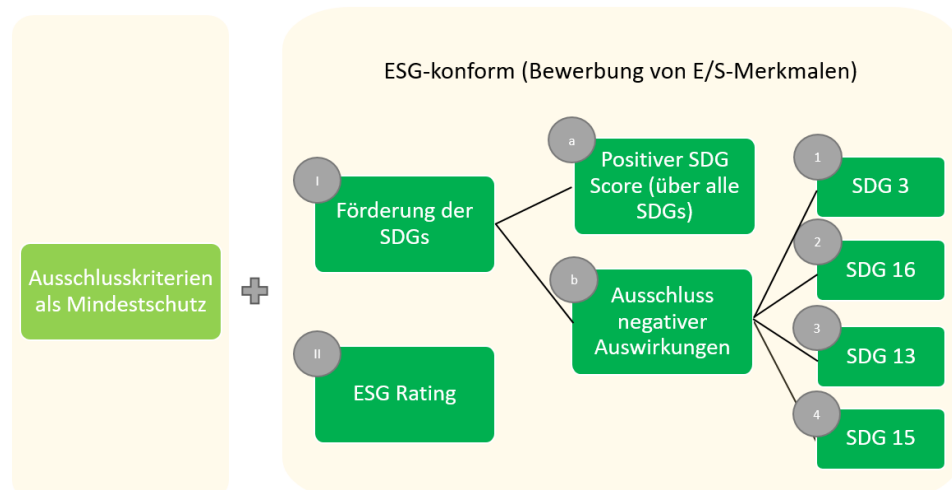 ESG-konform (Bewerbung von E/S-Merkmalen)
Ausschlusskriterien
als Mindestschutz
I
Förderung der
SDGs
a
Positiver SDG
Score (über alle
SDGs)
b
Ausschluss
negativer
Auswirkungen
1
SDG 3
2
SDG 16
3
SDG 13
4
SDG 15
II
ESG Rating